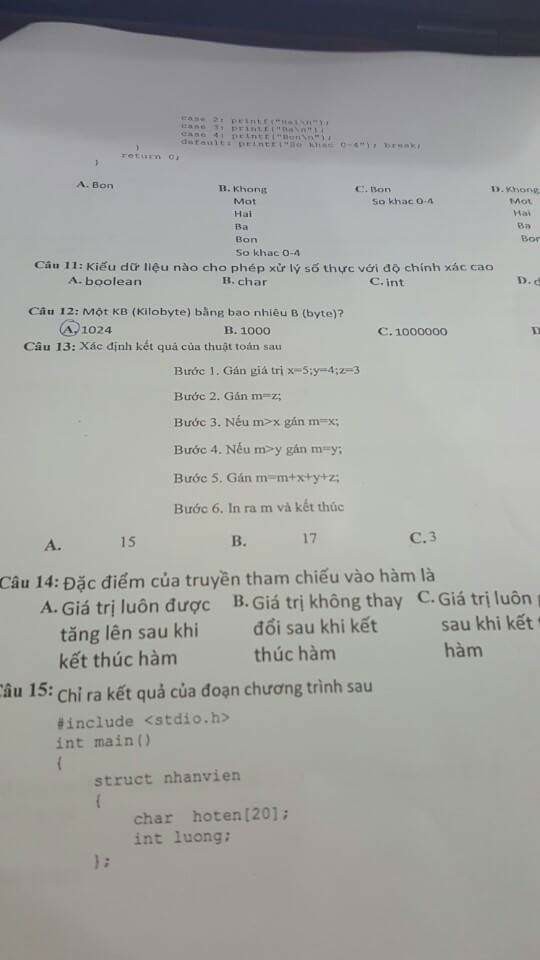 case 2: printf("Hai\n");
case 3: printf("Ba\n");
case 4: printf("Bon\n");
default: printf("So khac 0-4"); break;
}
return 0;
}
A. Bon B. Khong C. Bon D. Khong
Mot So khac 0-4 Mot
Hai Hai
Ba Ba
Bon Bon
So khac 0-4
Câu 11: Kiểu dữ liệu nào cho phép xử lý số thực với độ chính xác cao
A. boolean B. char C. int D.
Câu 12: Một KB (Kilobyte) bằng bao nhiêu B (byte)?
A. 1024 B. 1000 C. 1000000
Câu 13: Xác định kết quả của thuật toán sau
Bước 1. Gán giá trị x=5;y=4;z=3
Bước 2. Gán m=z;
Bước 3. Nếu m>x gán m=x;
Bước 4. Nếu m>y gán m=y;
Bước 5. Gán m=m+x+y+z;
Bước 6. In ra m và kết thúc
A. 15 B. 17 C. 3
Câu 14: Đặc điểm của truyền tham chiếu vào hàm là
A. Giá trị luôn được B. Giá trị không thay C. Giá trị luôn
tăng lên sau khi đổi sau khi kết sau khi kết
kết thúc hàm thúc hàm hàm
Câu 15: Chỉ ra kết quả của đoạn chương trình sau
#include <stdio.h>
int main()
{
struct nhanvien
{
char hoten[20];
int luong;
};